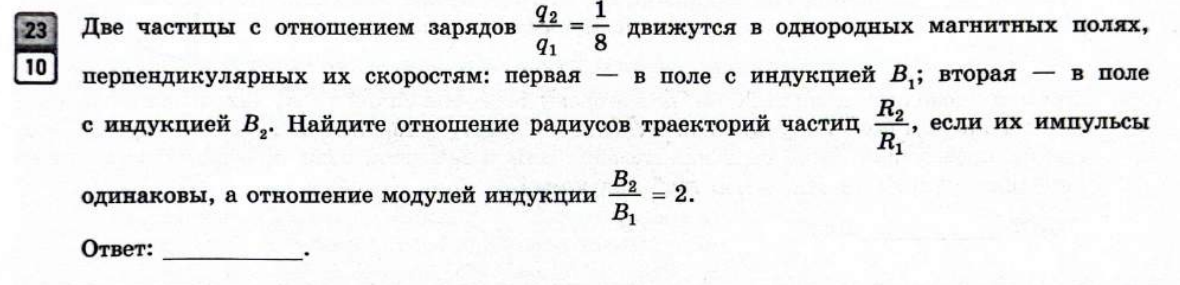 23 Две частицы с отношением зарядов q₂/q₁ = 1/8 движутся в однородных магнитных полях,
10 перпендикулярных их скоростям: первая — в поле с индукцией B₁; вторая — в поле
с индукцией B₂. Найдите отношение радиусов траекторий частиц R₂/R₁, если их импульсы
одинаковы, а отношение модулей индукции B₂/B₁ = 2.
Ответ: ____________.